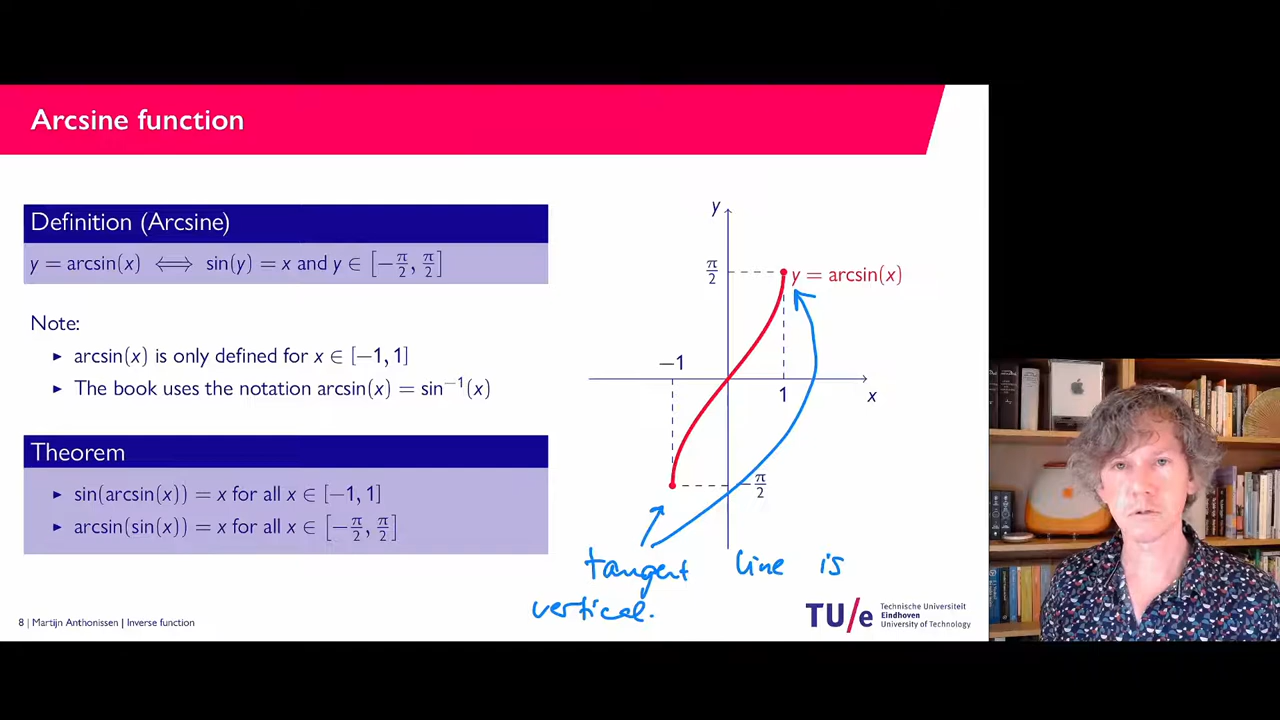 Arcsine function
Definition (Arcsine)
y = arcsin(x) ⟺ sin(y) = x and y ∈ [−π/2, π/2]
Note:
▸ arcsin(x) is only defined for x ∈ [−1, 1]
▸ The book uses the notation arcsin(x) = sin⁻¹(x)
Theorem
▸ sin(arcsin(x)) = x for all x ∈ [−1, 1]
▸ arcsin(sin(x)) = x for all x ∈ [−π/2, π/2]
y
π/2
y = arcsin(x)
−1
1
x
−π/2
tangent line is
vertical.
8 | Martijn Anthonissen | Inverse function
TU/e
Technische Universiteit
Eindhoven
University of Technology